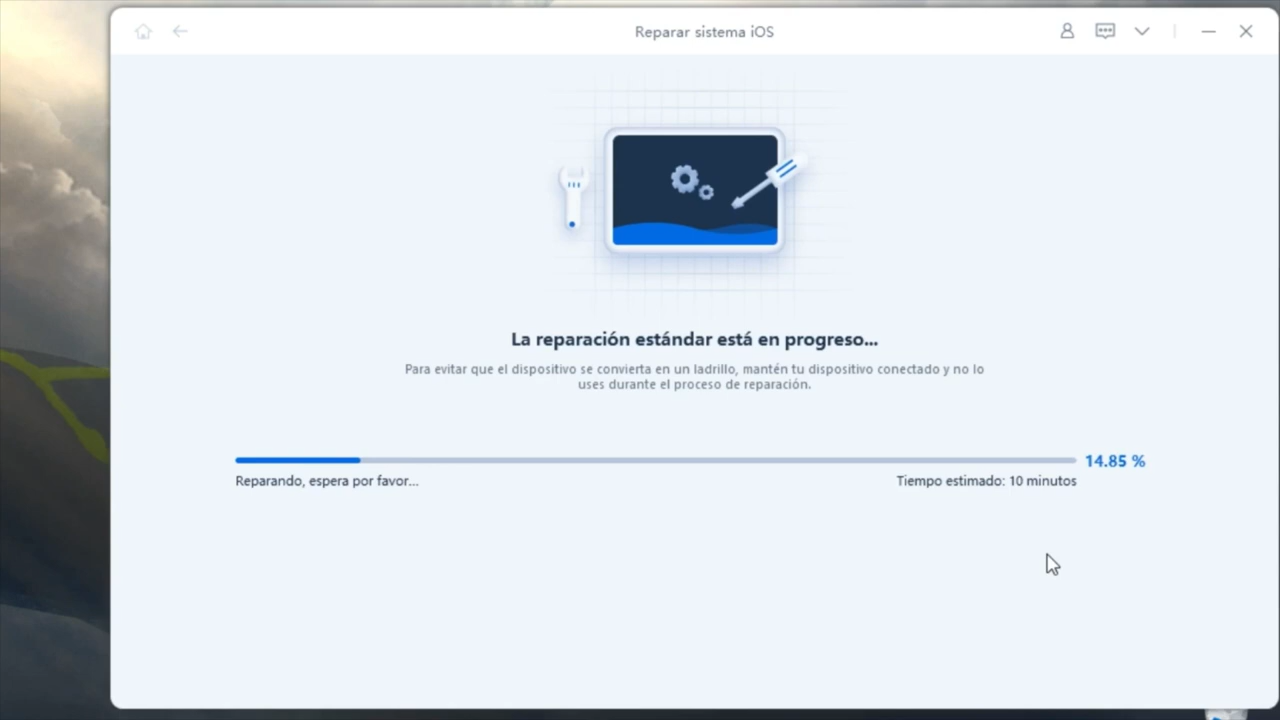 Reparar sistema iOS
La reparación estándar está en progreso...
Para evitar que el dispositivo se convierta en un ladrillo, mantén tu dispositivo conectado y no lo
uses durante el proceso de reparación.
14.85 %
Reparando, espera por favor...
Tiempo estimado: 10 minutos